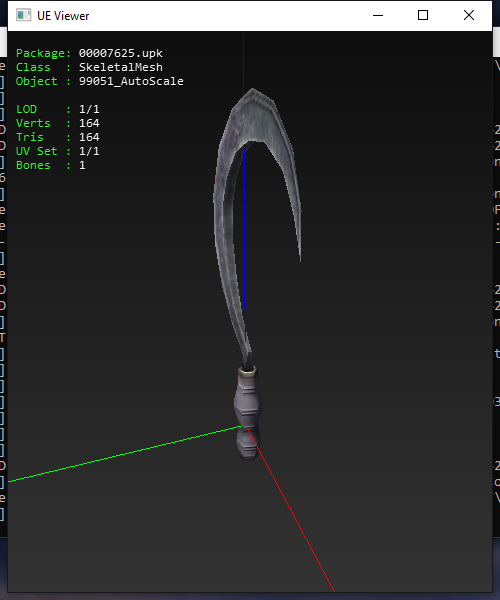 UE Viewer
Package: 00007625.upk
Class : SkeletalMesh
Object : 99051_AutoScale
LOD : 1/1
Verts : 164
Tris : 164
UV Set : 1/1
Bones : 1